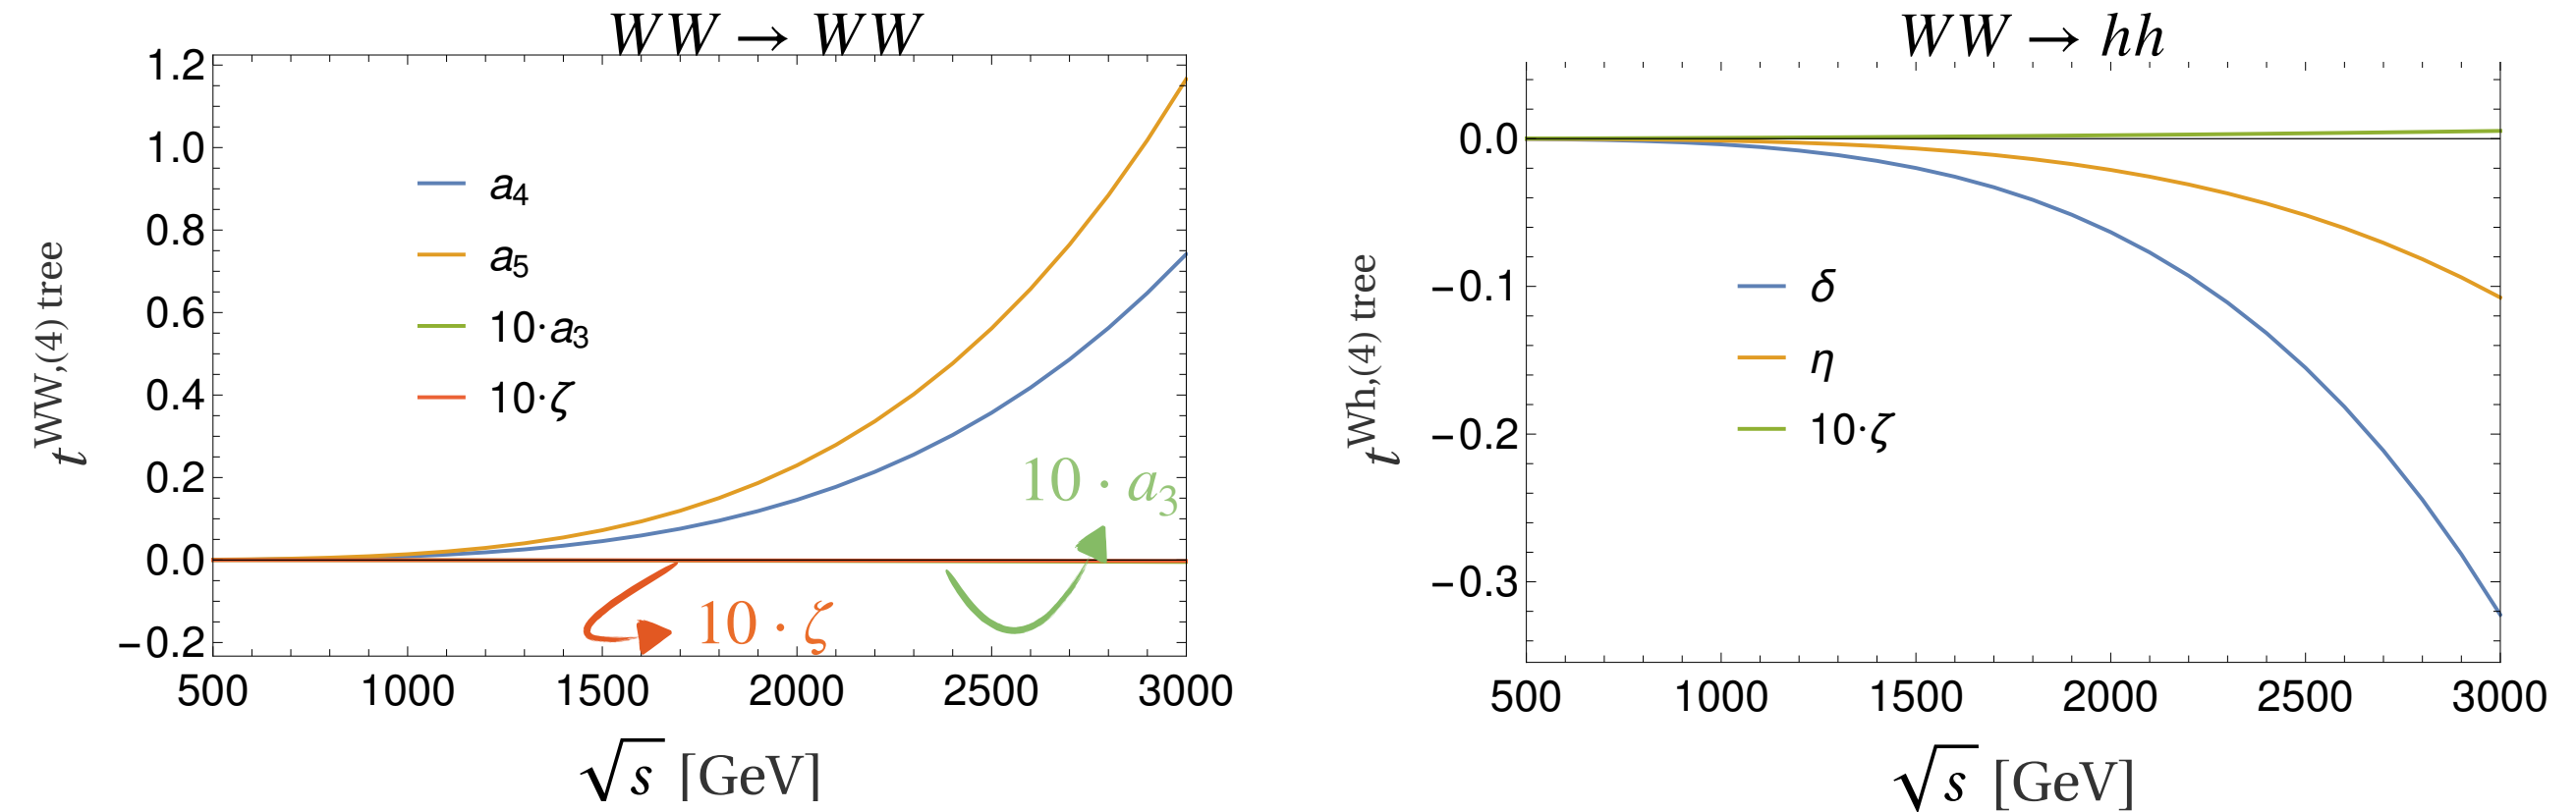 WW → WW
1.2
1.0
0.8
0.6
0.4
0.2
0.0
−0.2
t^{WW,(4) tree}
a₄
a₅
10·a₃
10·ζ
10 · a₃
10 · ζ
500 1000 1500 2000 2500 3000
√s [GeV]
WW → hh
0.0
−0.1
−0.2
−0.3
t^{Wh,(4) tree}
δ
η
10·ζ
500 1000 1500 2000 2500 3000
√s [GeV]